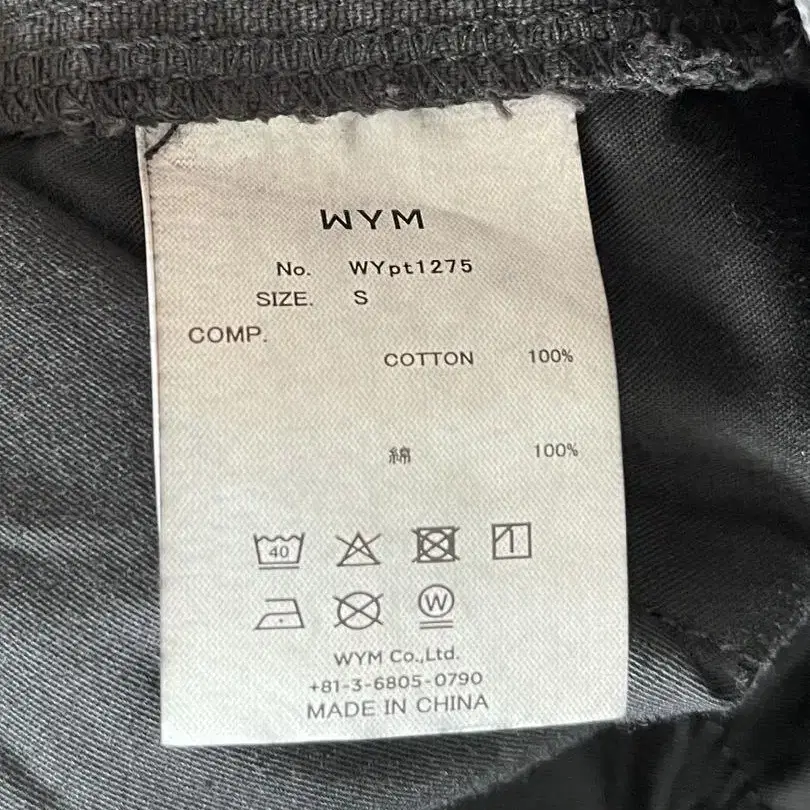 WYM
No. WYpt1275
SIZE. S
COMP.
COTTON 100%
綿 100%
40
W
WYM Co.,Ltd.
+81-3-6805-0790
MADE IN CHINA